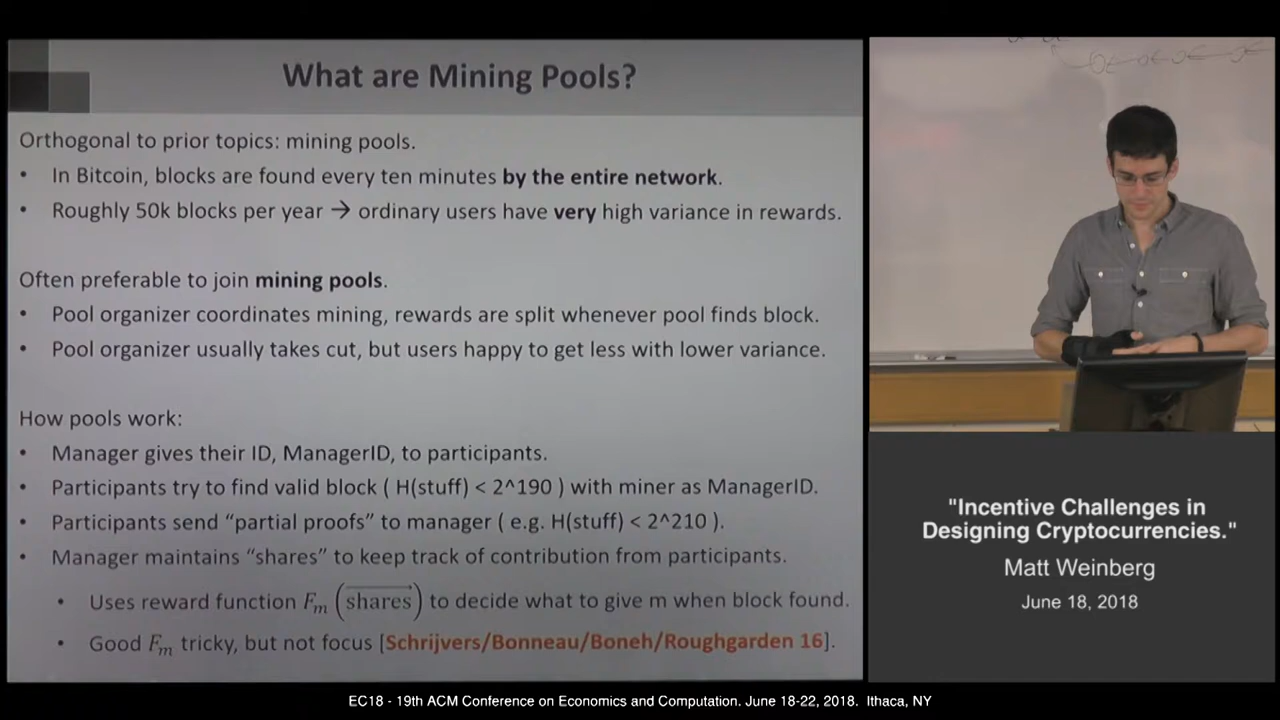 What are Mining Pools?
Orthogonal to prior topics: mining pools.
• In Bitcoin, blocks are found every ten minutes by the entire network.
• Roughly 50k blocks per year → ordinary users have very high variance in rewards.
Often preferable to join mining pools.
• Pool organizer coordinates mining, rewards are split whenever pool finds block.
• Pool organizer usually takes cut, but users happy to get less with lower variance.
How pools work:
• Manager gives their ID, ManagerID, to participants.
• Participants try to find valid block ( H(stuff) < 2^190 ) with miner as ManagerID.
• Participants send “partial proofs” to manager ( e.g. H(stuff) < 2^210 ).
• Manager maintains “shares” to keep track of contribution from participants.
• Uses reward function $F_m(\overrightarrow{\text{shares}})$ to decide what to give m when block found.
• Good $F_m$ tricky, but not focus [Schrijvers/Bonneau/Boneh/Roughgarden 16].
"Incentive Challenges in
Designing Cryptocurrencies."
Matt Weinberg
June 18, 2018
EC18 - 19th ACM Conference on Economics and Computation. June 18-22, 2018. Ithaca, NY